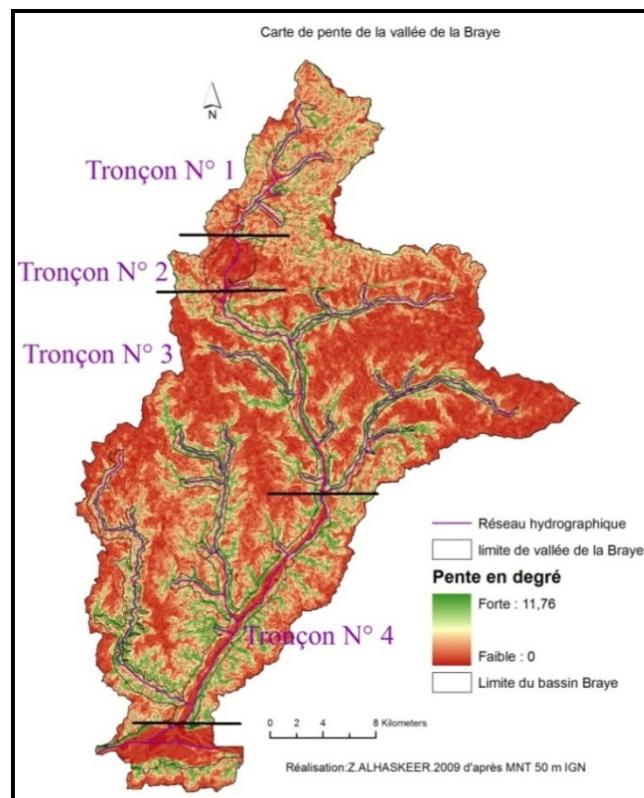 Carte de pente de la vallée de la Braye
N
Tronçon N° 1
Tronçon N° 2
Tronçon N° 3
Réseau hydrographique
limite de vallée de la Braye
Pente en degré
Forte : 11,76
Faible : 0
Limite du bassin Braye
Tronçon N° 4
0 2 4 8 Kilometers
Réalisation:Z.ALHASKEER.2009 d'après MNT 50 m IGN